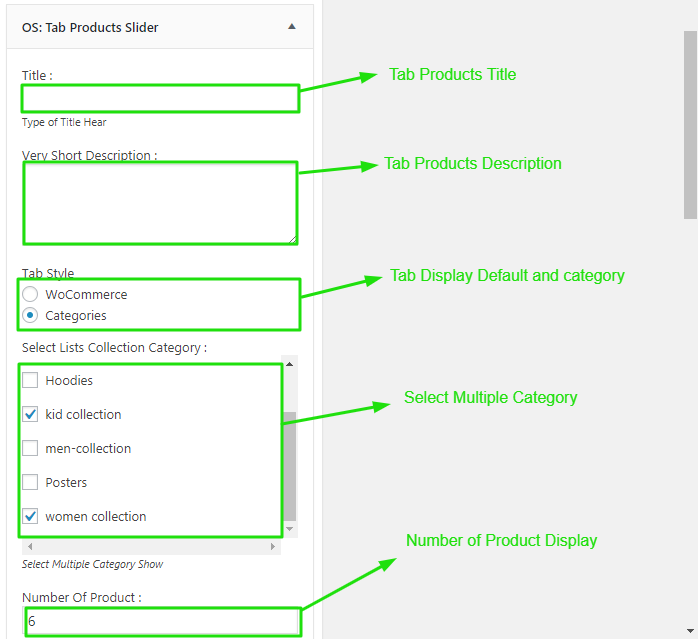 OS: Tab Products Slider
Title :
Tab Products Title
Type of Title Hear
Very Short Description :
Tab Products Description
Tab Style
Tab Display Default and category
WoCommerce
Categories
Select Lists Collection Category :
Hoodies
Select Multiple Category
kid collection
men-collection
Posters
women collection
Number of Product Display
Select Multiple Category Show
Number Of Product :
6